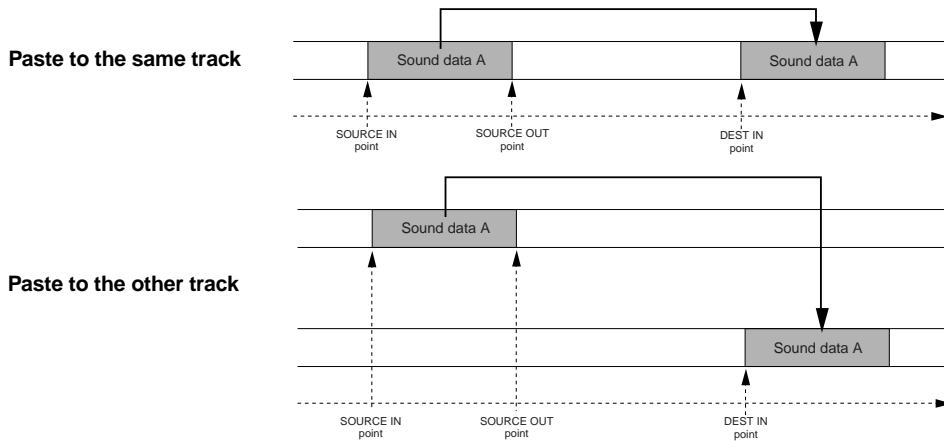 Paste to the same track
Sound data A
Sound data A
SOURCE IN
point
SOURCE OUT
point
DEST IN
point
Sound data A
Paste to the other track
Sound data A
SOURCE IN
point
SOURCE OUT
point
DEST IN
point